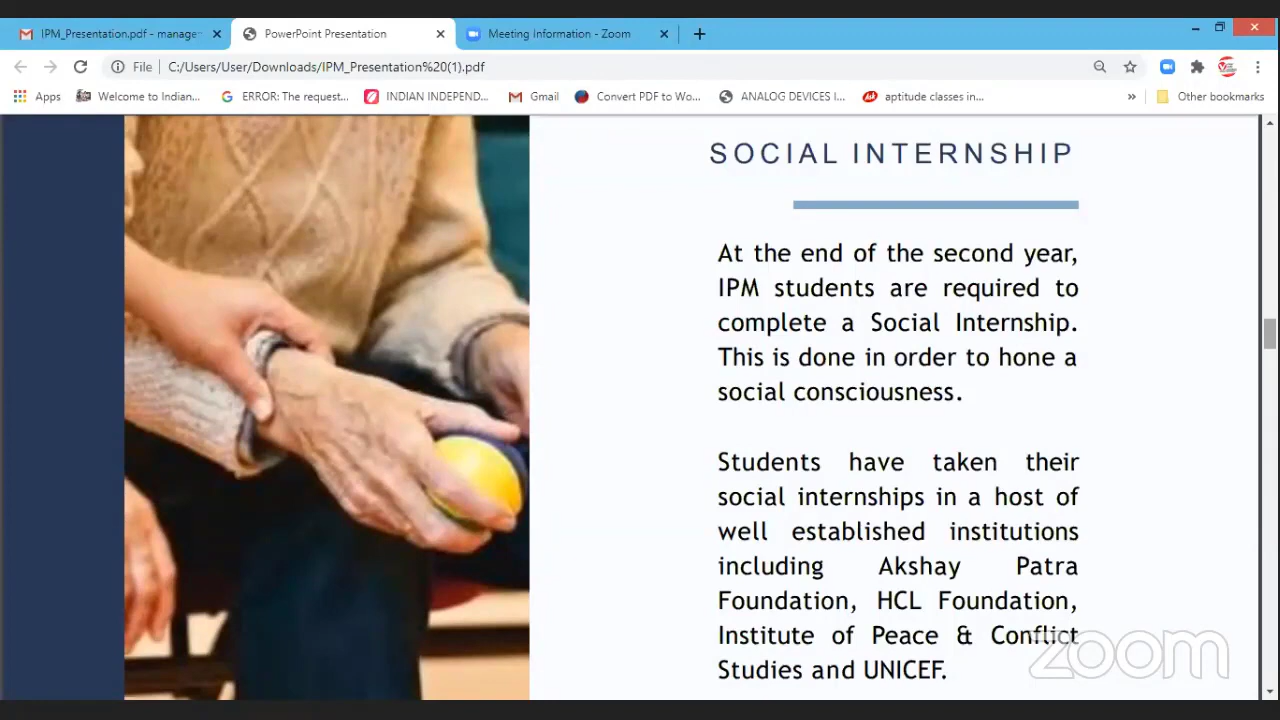 IPM_Presentation.pdf - manage
PowerPoint Presentation
Meeting Information - Zoom
File
C:/Users/User/Downloads/IPM_Presentation%20(1).pdf
Apps
Welcome to Indian...
ERROR: The request...
INDIAN INDEPEND...
Gmail
Convert PDF to Wo...
ANALOG DEVICES I...
aptitude classes in...
Other bookmarks
SOCIAL INTERNSHIP
At the end of the second year,
IPM students are required to
complete a Social Internship.
This is done in order to hone a
social consciousness.
Students have taken their
social internships in a host of
well established institutions
including Akshay Patra
Foundation, HCL Foundation,
Institute of Peace & Conflict
Studies and UNICEF.
zoom